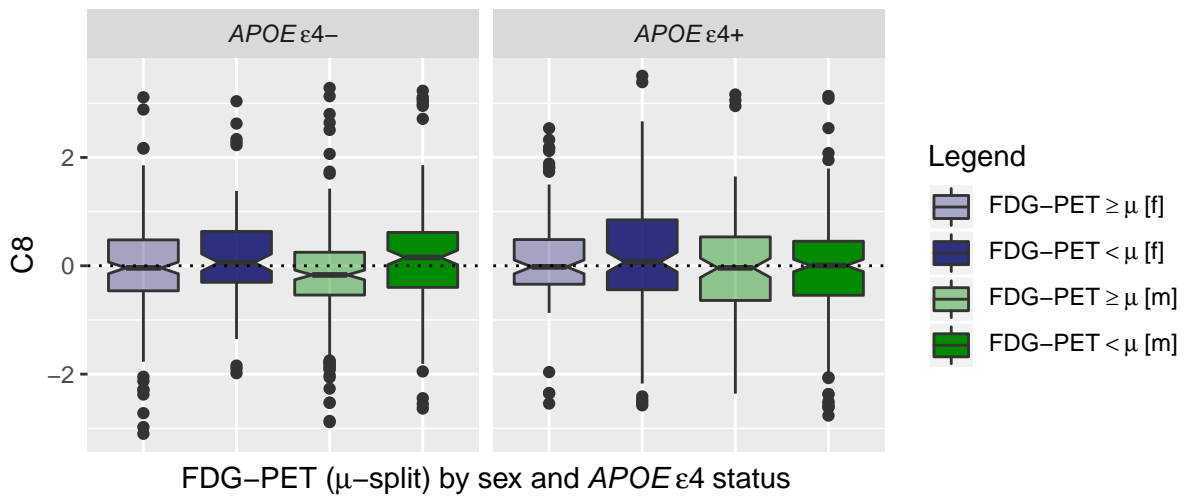 APOE ε4− APOE ε4+
C8
2
0
−2
FDG−PET (μ−split) by sex and APOE ε4 status
Legend
FDG−PET ≥ μ [f]
FDG−PET < μ [f]
FDG−PET ≥ μ [m]
FDG−PET < μ [m]